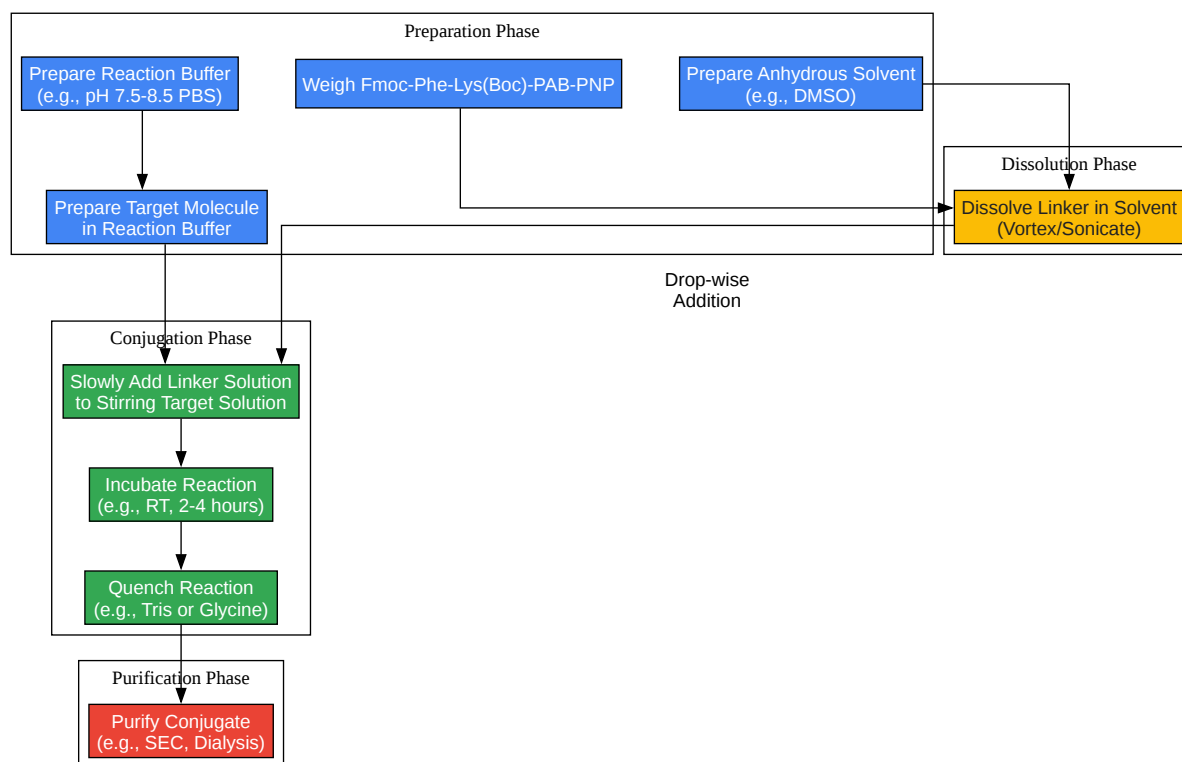 Preparation Phase
Prepare Reaction Buffer
(e.g., pH 7.5-8.5 PBS)
Weigh Fmoc-Phe-Lys(Boc)-PAB-PNP
Prepare Anhydrous Solvent
(e.g., DMSO)
Dissolution Phase
Prepare Target Molecule
in Reaction Buffer
Dissolve Linker in Solvent
(Vortex/Sonicate)
Drop-wise
Addition
Conjugation Phase
Slowly Add Linker Solution
to Stirring Target Solution
Incubate Reaction
(e.g., RT, 2-4 hours)
Quench Reaction
(e.g., Tris or Glycine)
Purification Phase
Purify Conjugate
(e.g., SEC, Dialysis)